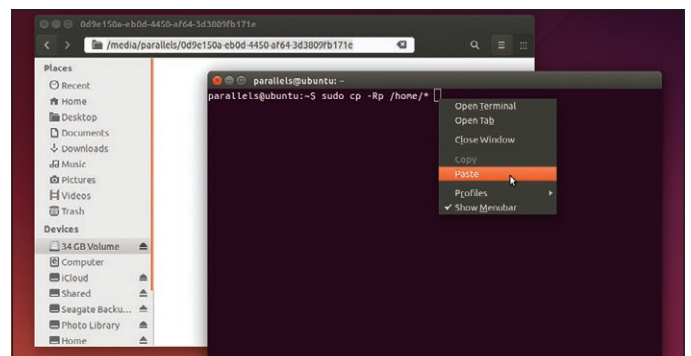 0d9e150a-eb0d-4450-af64-3d3809fb171e
/media/parallels/0d9e150a-eb0d-4450-af64-3d3809fb171e
Places
Recent
Home
Desktop
Documents
Downloads
Music
Pictures
Videos
Trash
Devices
34 GB Volume
Computer
iCloud
Shared
Seagate Backu...
Photo Library
Home
parallels@ubuntu: ~
parallels@ubuntu:~$ sudo cp -Rp /home/*
Open Terminal
Open Tab
Close Window
Copy
Paste
Profiles
Show Menubar